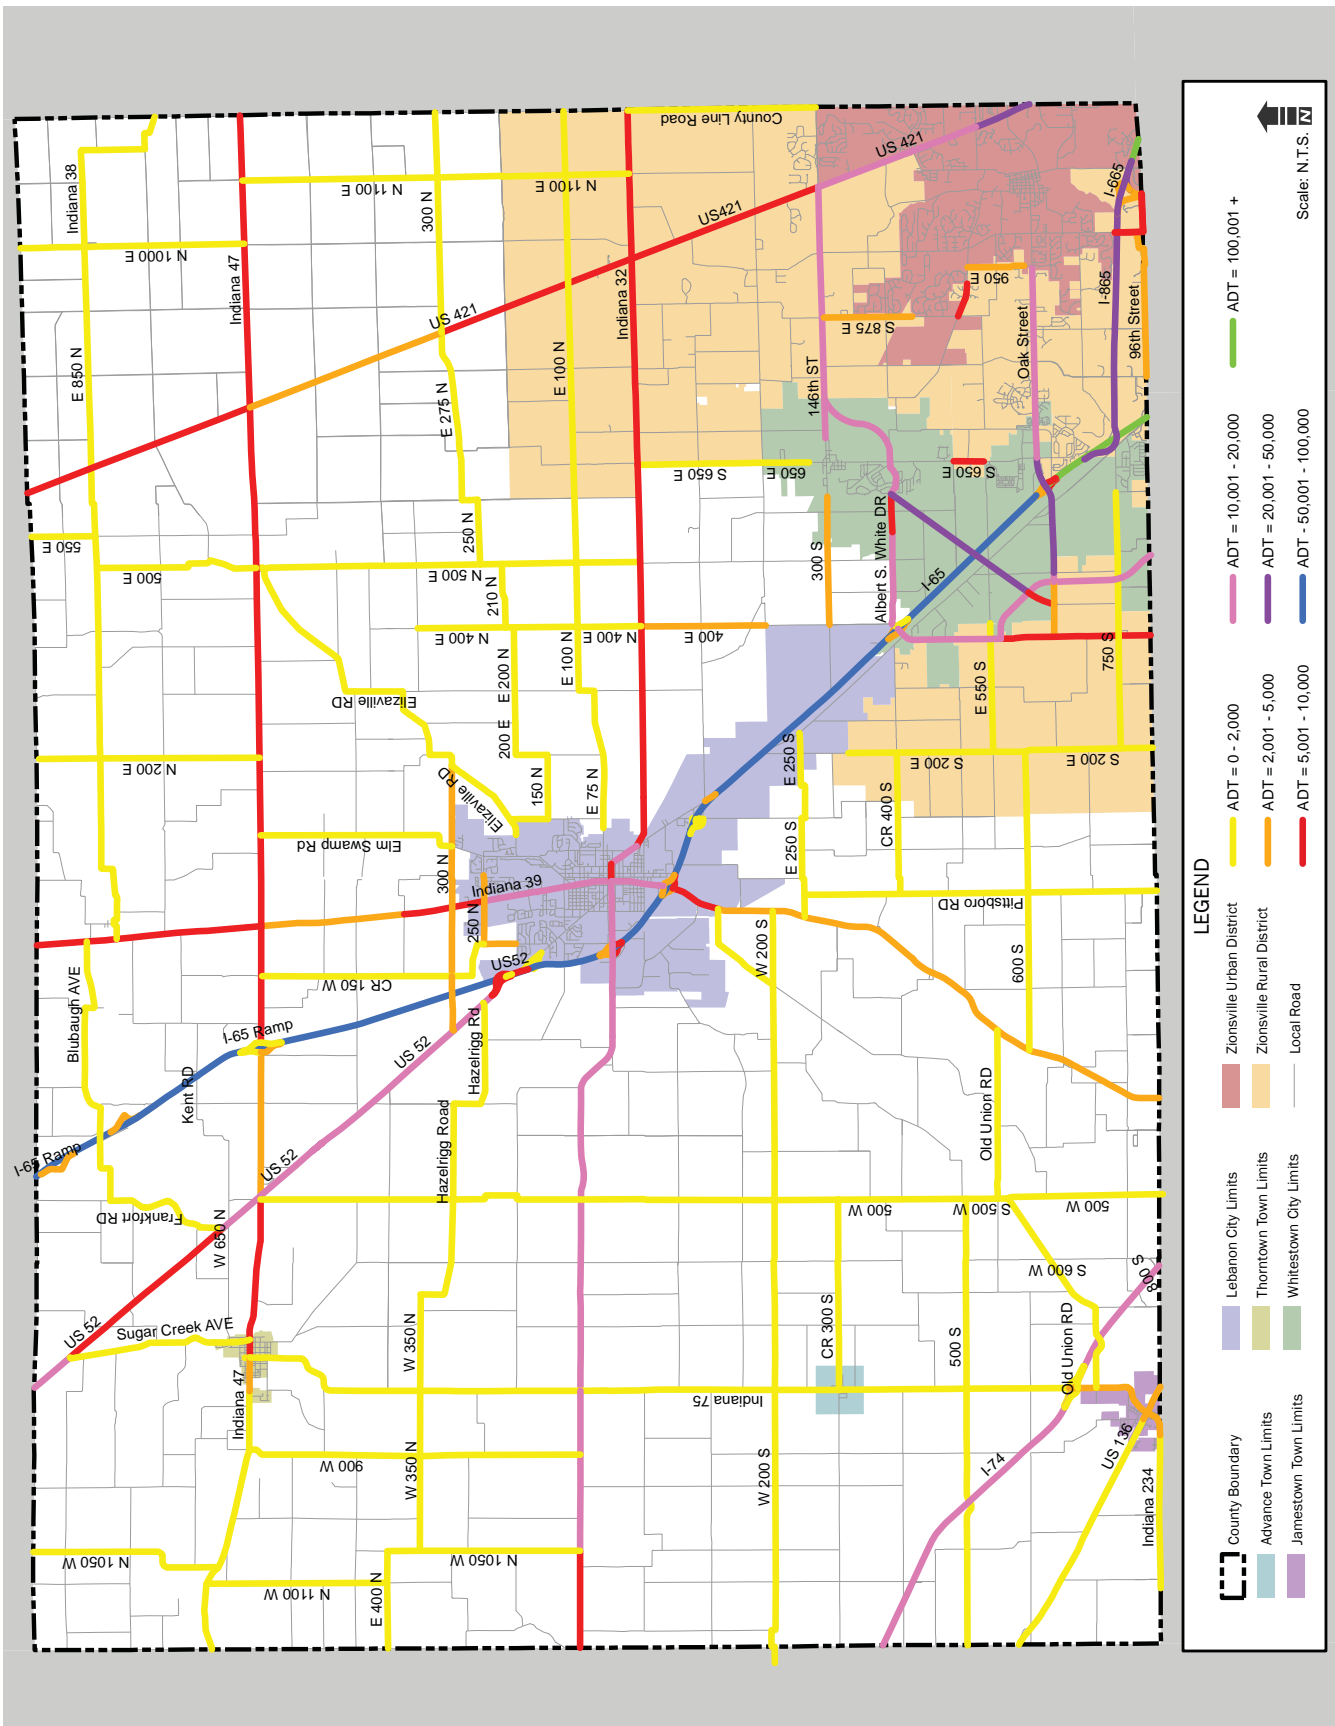 Indiana 38
N 1000 E
Indiana 47
N 1100 E
300 N
N 1100 E
County Line Road
US 421
US421
I-665
E 850 N
US 421
E 275 N
E 100 N
Indiana 32
146th ST
S 875 E
950 E
Oak Street
I-865
96th Street
550 E
500 E
250 N
N 500 E
210 N
S 650 E
650 E
300 S
Albert S. White DR
S 650 E
I-65
N 400 E
N 400 E
400 E
E 200 N
E 100 N
Elizaville RD
200 E
N 200 E
Elizaville RD
150 N
E 75 N
E 250 S
E 550 S
750 S
S 200 E
S 200 E
Elm Swamp Rd
300 N
E 250 S
CR 400 S
Indiana 39
250 N
Pittsboro RD
US52
CR 150 W
W 200 S
600 S
Blubaugh AVE
I-65 Ramp
US 52
Hazelrigg Rd
Kent RD
Hazelrigg Road
Old Union RD
I-65 Ramp
US 52
Frankfort RD
W 650 N
500 W
S 500 W
500 W
S 600 W
800 S
US 52
Sugar Creek AVE
W 350 N
CR 300 S
500 S
Old Union RD
Indiana 47
Indiana 75
900 W
W 350 N
W 200 S
I-74
US 136
Indiana 234
N 1050 W
N 1050 W
N 1100 W
E 400 N
LEGEND
County Boundary
Advance Town Limits
Jamestown Town Limits
Lebanon City Limits
Thorntown Town Limits
Whitestown City Limits
Zionsville Urban District
Zionsville Rural District
Local Road
ADT = 0 - 2,000
ADT = 2,001 - 5,000
ADT = 5,001 - 10,000
ADT = 10,001 - 20,000
ADT = 20,001 - 50,000
ADT - 50,001 - 100,000
ADT = 100,001 +
N
Scale: N.T.S.